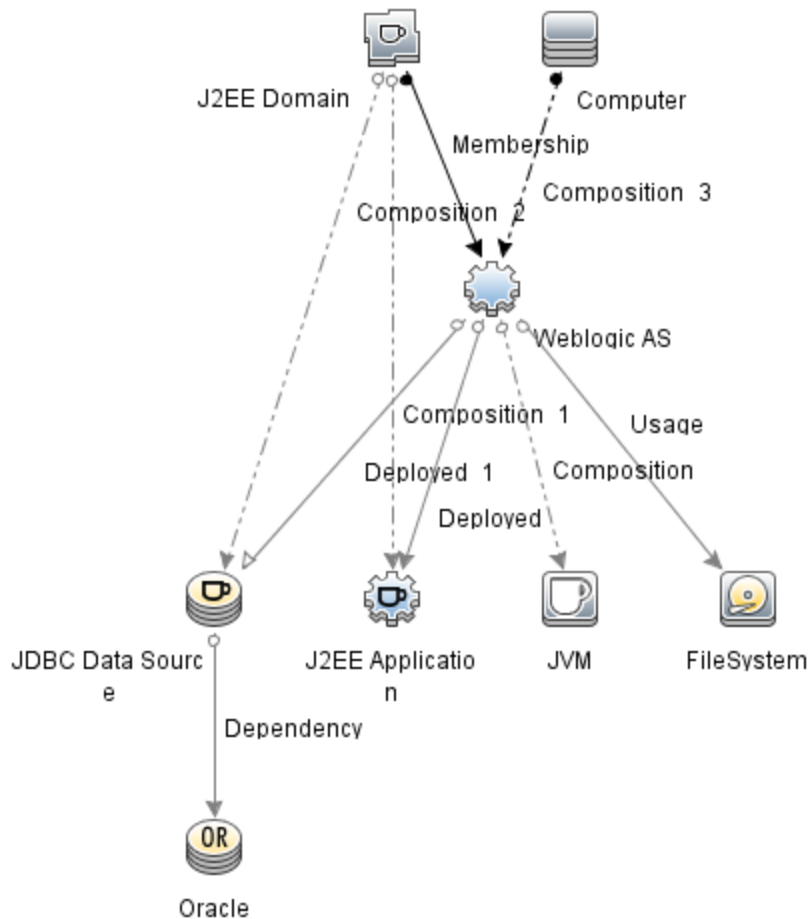 J2EE Domain
Computer
Membership
Composition 3
Composition 2
Weblogic AS
Composition 1
Usage
Deployed 1
Composition
Deployed
JDBC Data Sourc
e
J2EE Applicatio
n
JVM
FileSystem
Dependency
OR
Oracle